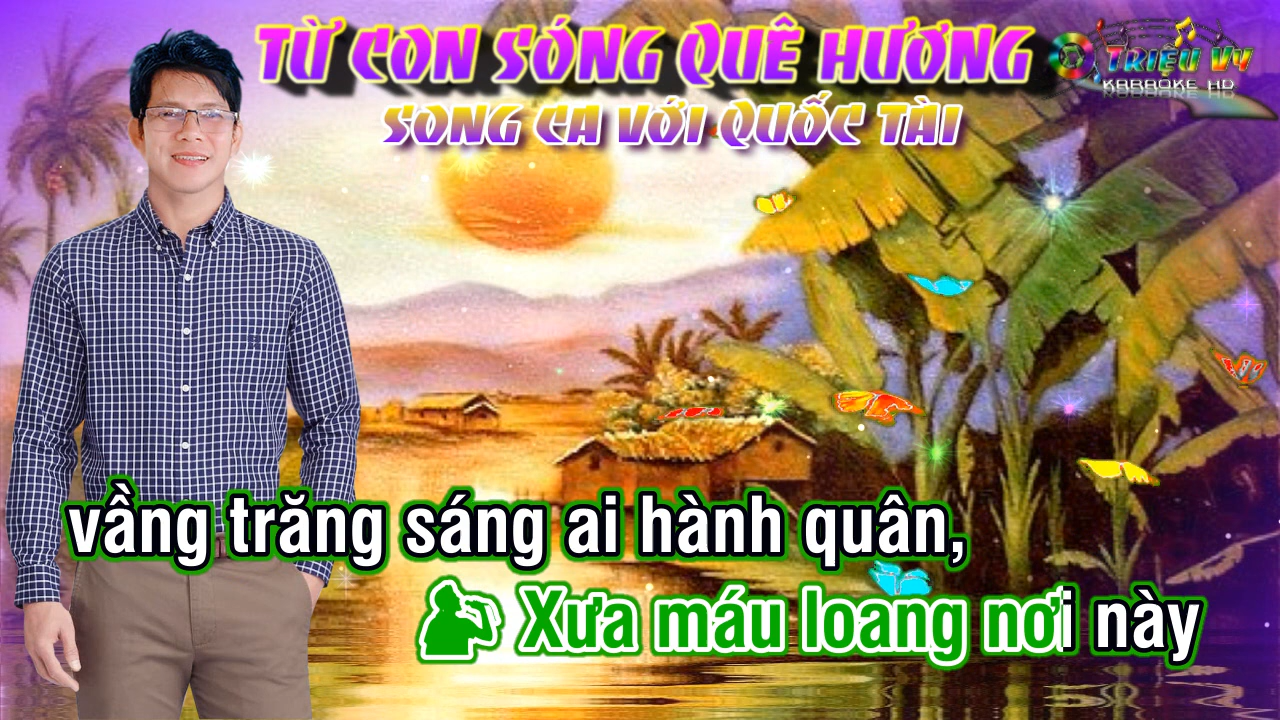 TỪ CON SÓNG QUÊ HƯƠNG
SONG CA VỚI QUỐC TÀI
TRIỆU VY
KARAOKE HD
vầng trăng sáng ai hành quân,
Xưa máu loang nơi này